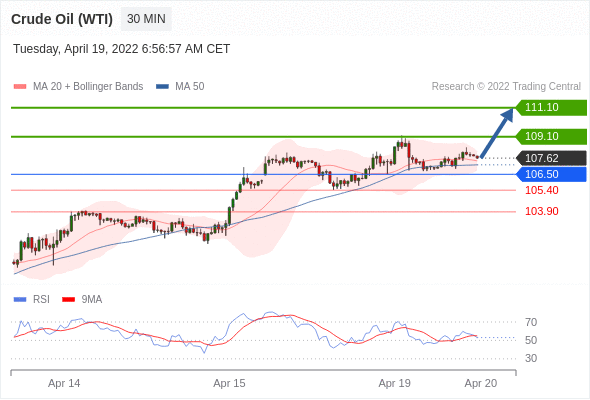 Crude Oil (WTI) 30 MIN
Tuesday, April 19, 2022 6:56:57 AM CET
MA 20 + Bollinger Bands MA 50 Research © 2022 Trading Central
111.10
109.10
107.62
106.50
105.40
103.90
RSI 9MA
70
50
30
Apr 14 Apr 15 Apr 19 Apr 20